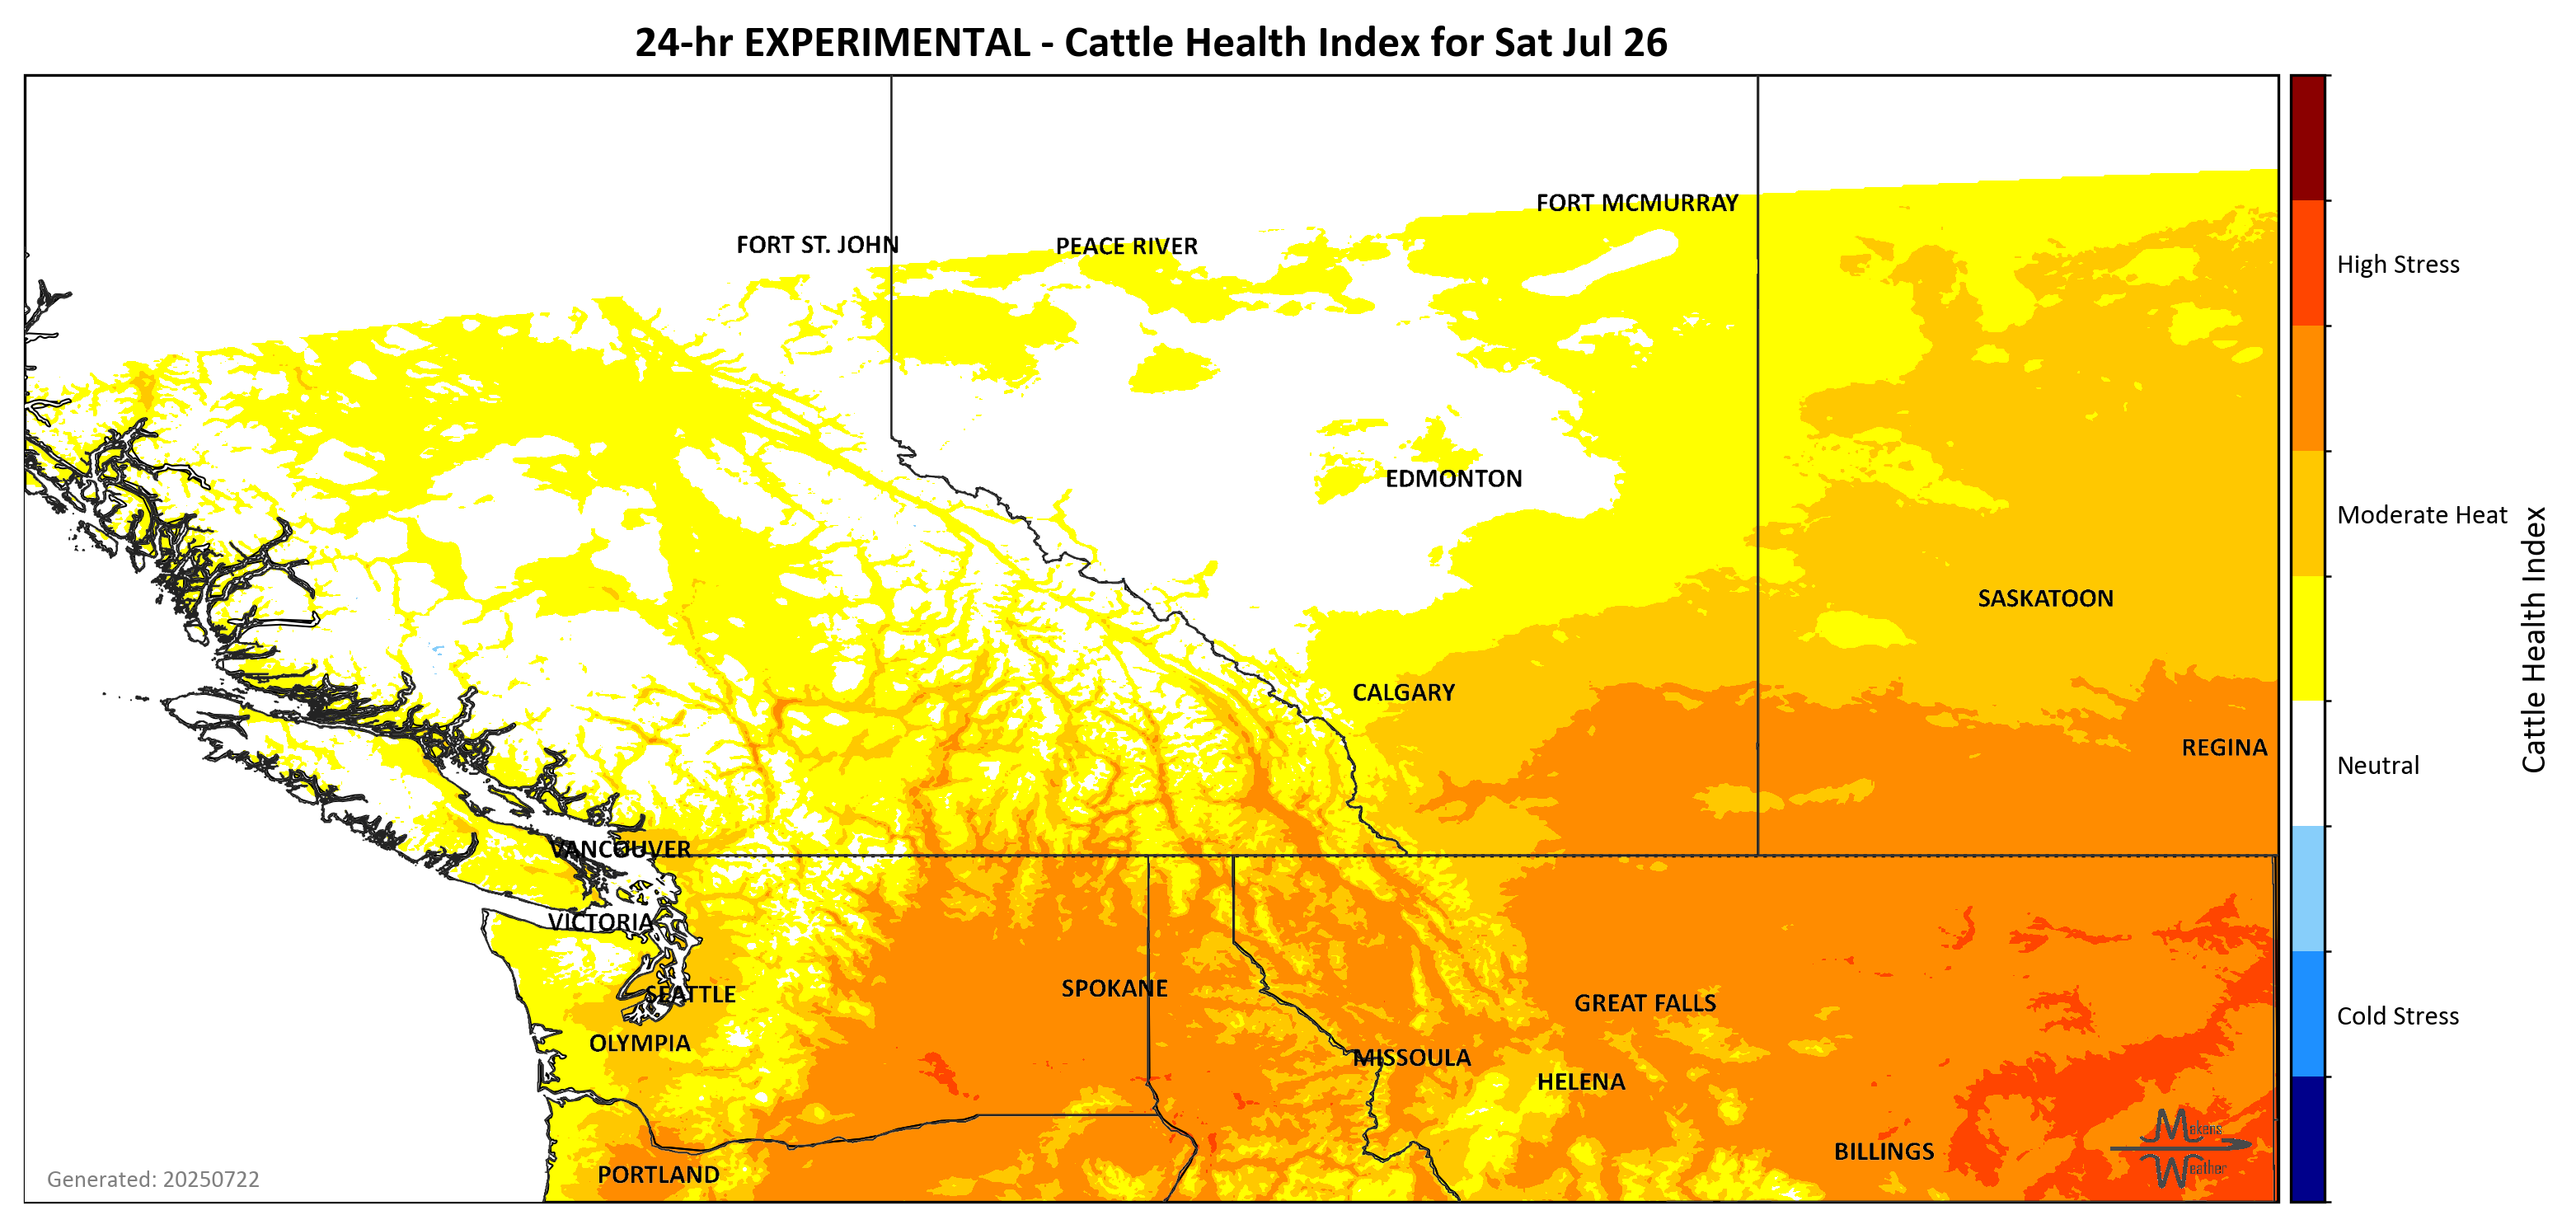 24-hr EXPERIMENTAL - Cattle Health Index for Sat Jul 26
FORT MCMURRAY
FORT ST. JOHN
PEACE RIVER
High Stress
EDMONTON
Moderate Heat
SASKATOON
CALGARY
Cattle Health Index
REGINA
Neutral
VANCOUVER
VICTORIA
SPOKANE
SEATTLE
GREAT FALLS
Cold Stress
OLYMPIA
MISSOULA
HELENA
Makens
BILLINGS
Weather
PORTLAND
Generated: 20250722